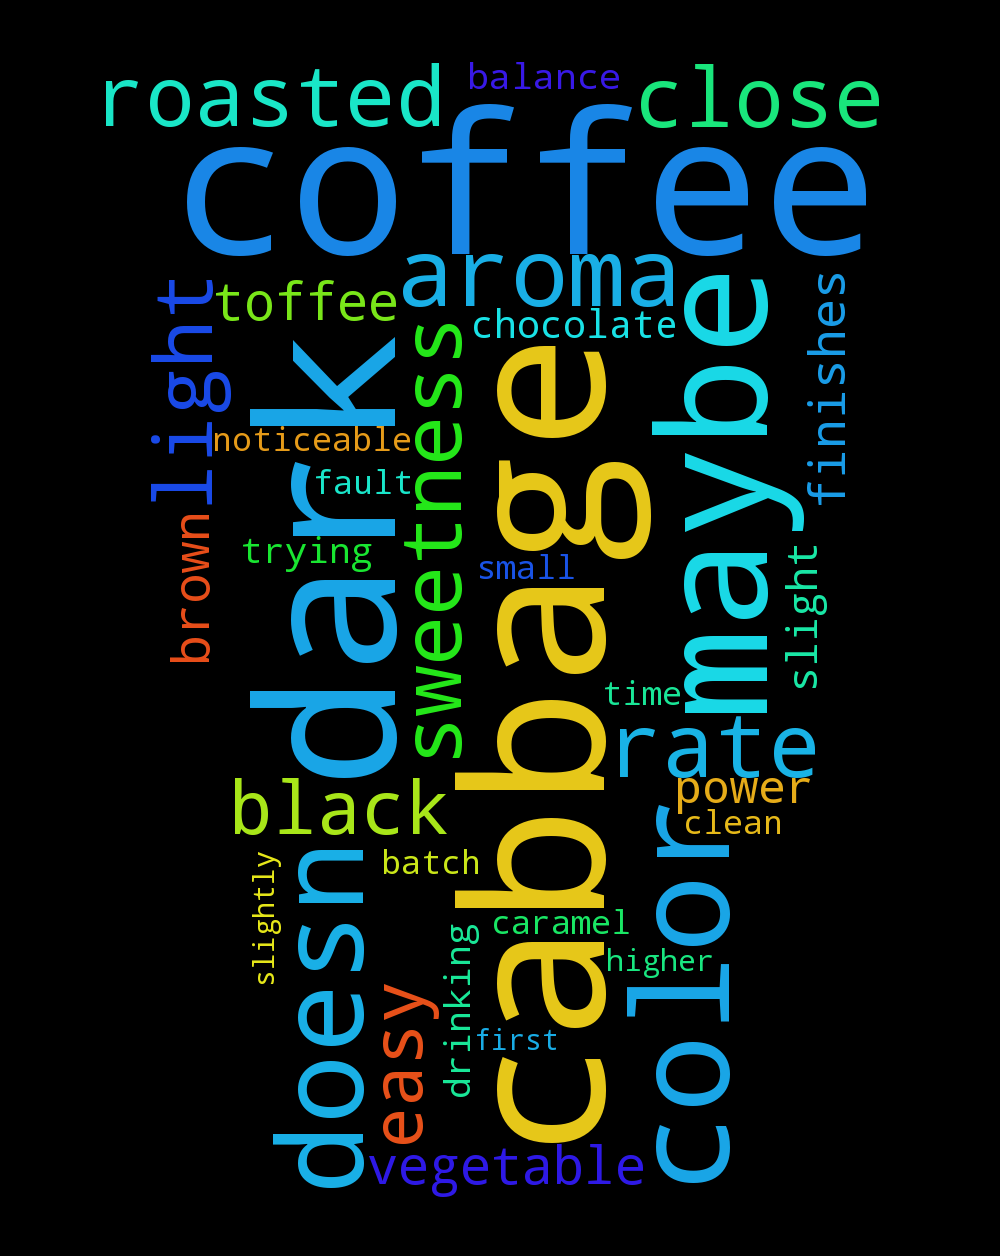 balance
roasted
close
coffee
aroma
toffee
light
chocolate
finishes
maybe
dark
sweetness
cabbage
noticeable
fault
brown
trying
small
slight
time
rate
power
black
clean
color
doesn
batch
slightly
caramel
drinking
higher
easy
first
vegetable